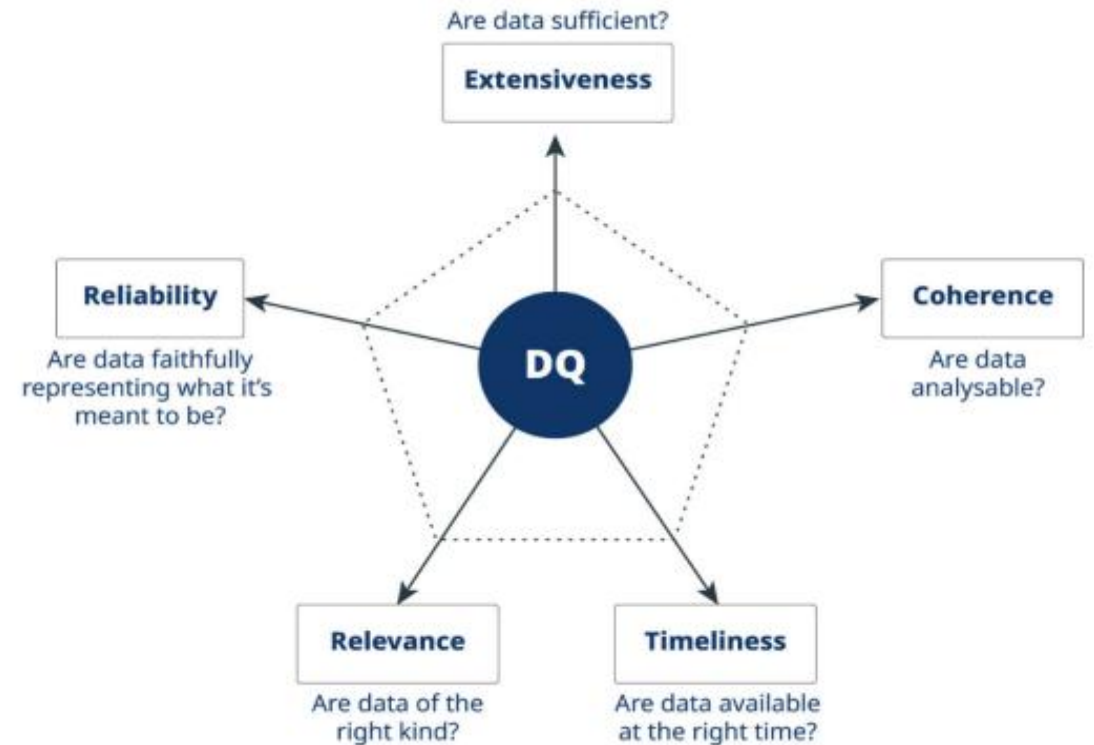 Are data sufficient?
Extensiveness
Reliability
Are data faithfully
representing what it's
meant to be?
DQ
Coherence
Are data
analysable?
Relevance
Are data of the
right kind?
Timeliness
Are data available
at the right time?